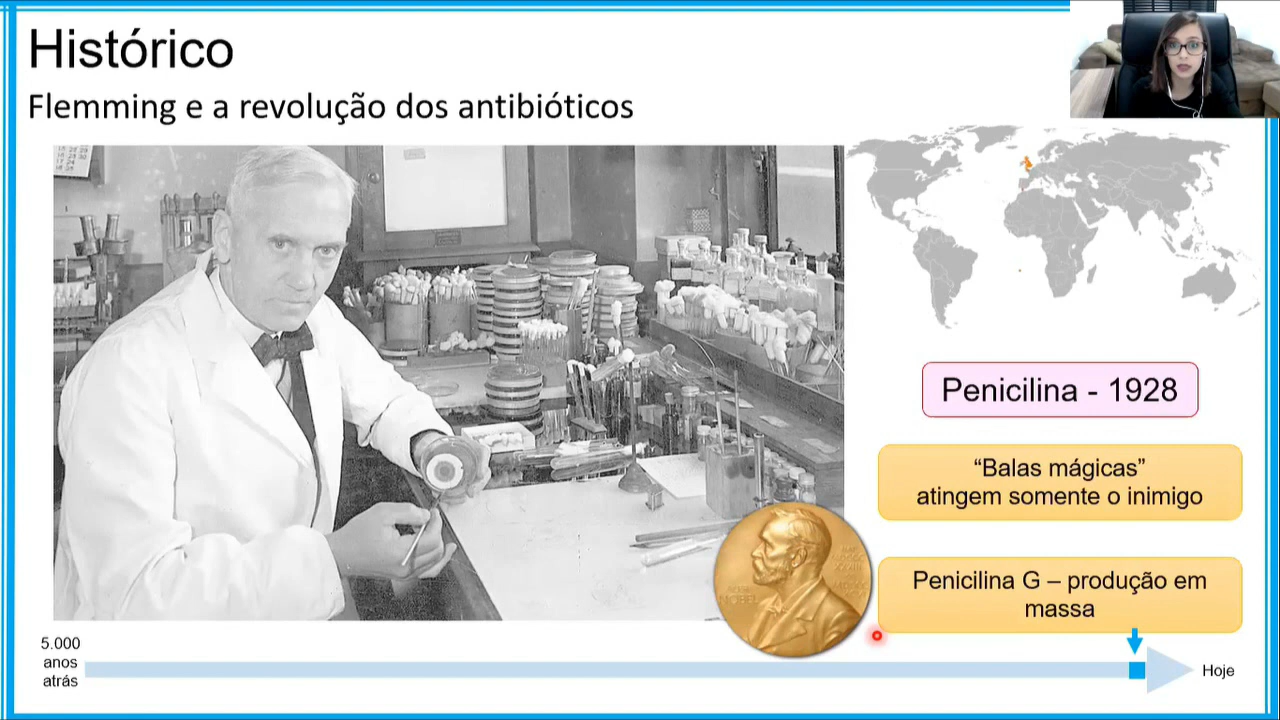 Histórico
Flemming e a revolução dos antibióticos
Penicilina - 1928
“Balas mágicas”
atingem somente o inimigo
Penicilina G – produção em
massa
5.000
anos
atrás
Hoje